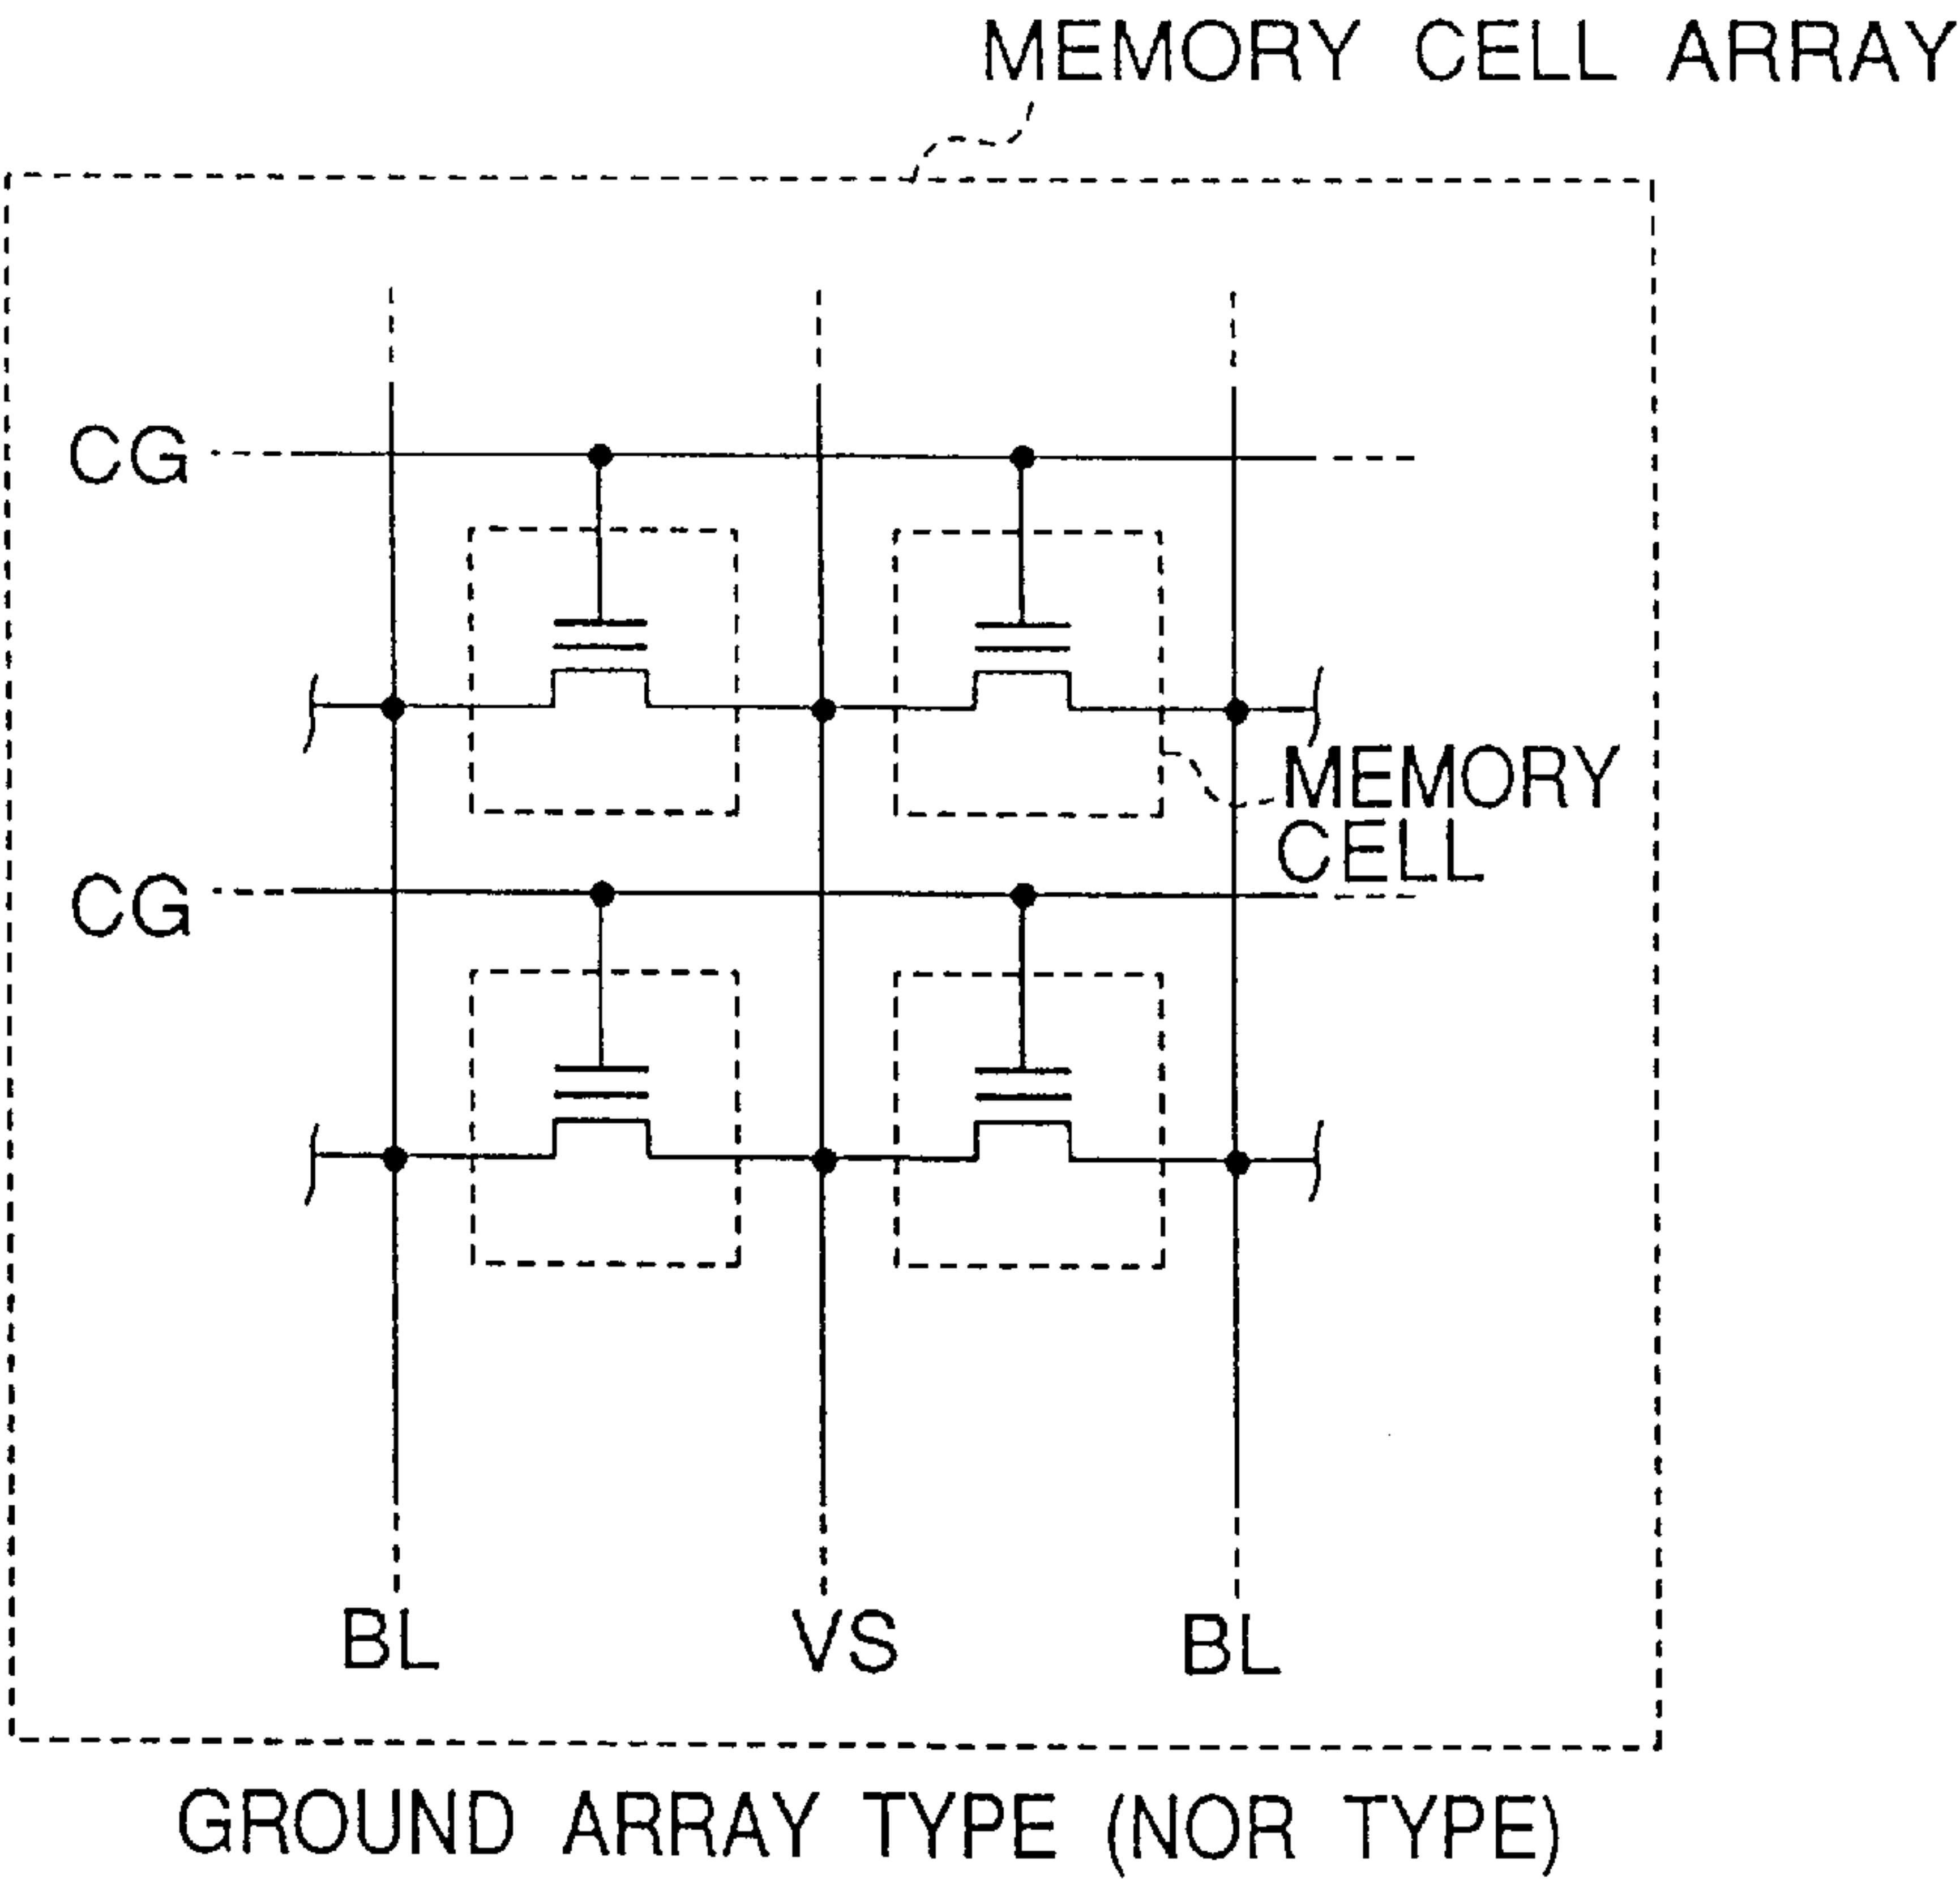 MEMORY CELL ARRAY
CG
MEMORY
CELL
CG
BL
VS
BL
GROUND ARRAY TYPE (NOR TYPE)